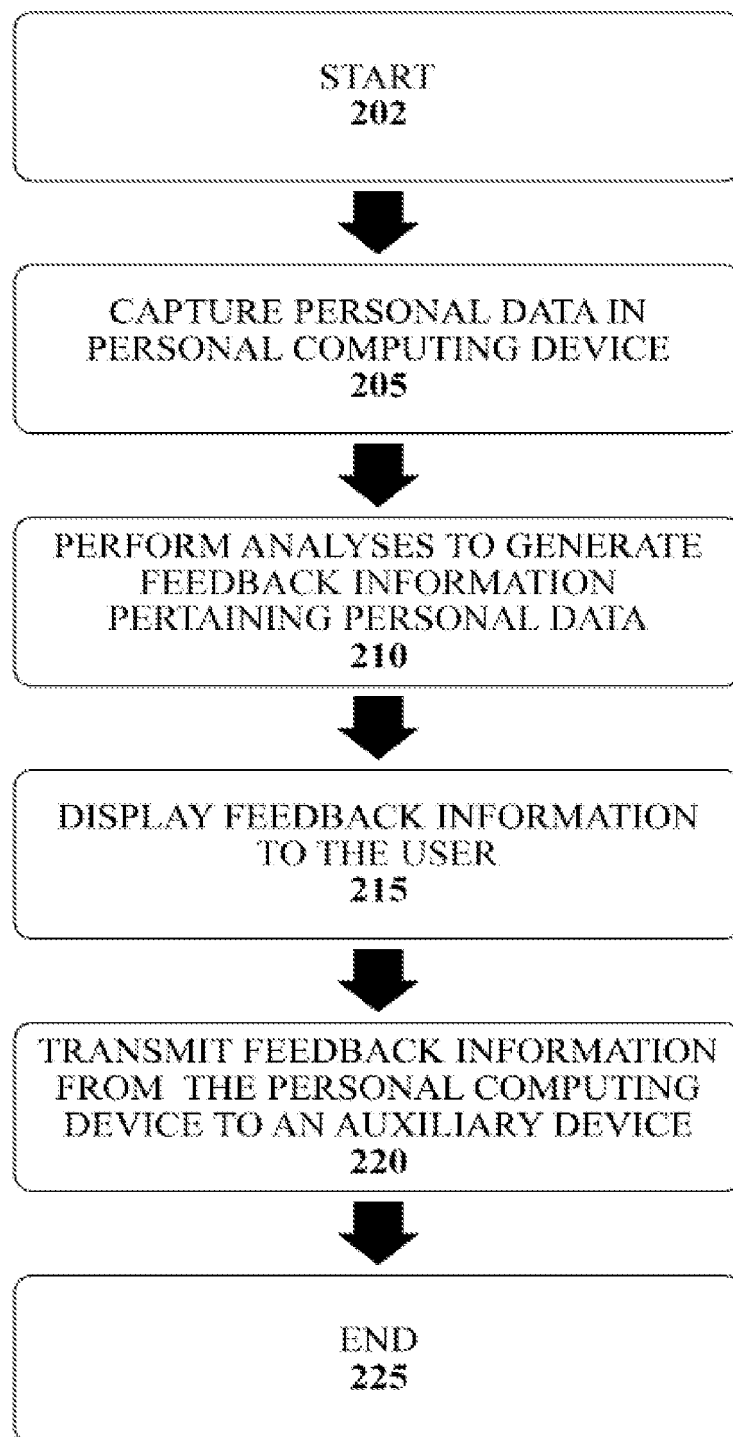 START
202
CAPTURE PERSONAL DATA IN
PERSONAL COMPUTING DEVICE
205
PERFORM ANALYSES TO GENERATE
FEEDBACK INFORMATION
PERTAINING PERSONAL DATA
210
DISPLAY FEEDBACK INFORMATION
TO THE USER
215
TRANSMIT FEEDBACK INFORMATION
FROM THE PERSONAL COMPUTING
DEVICE TO AN AUXILIARY DEVICE
220
END
225